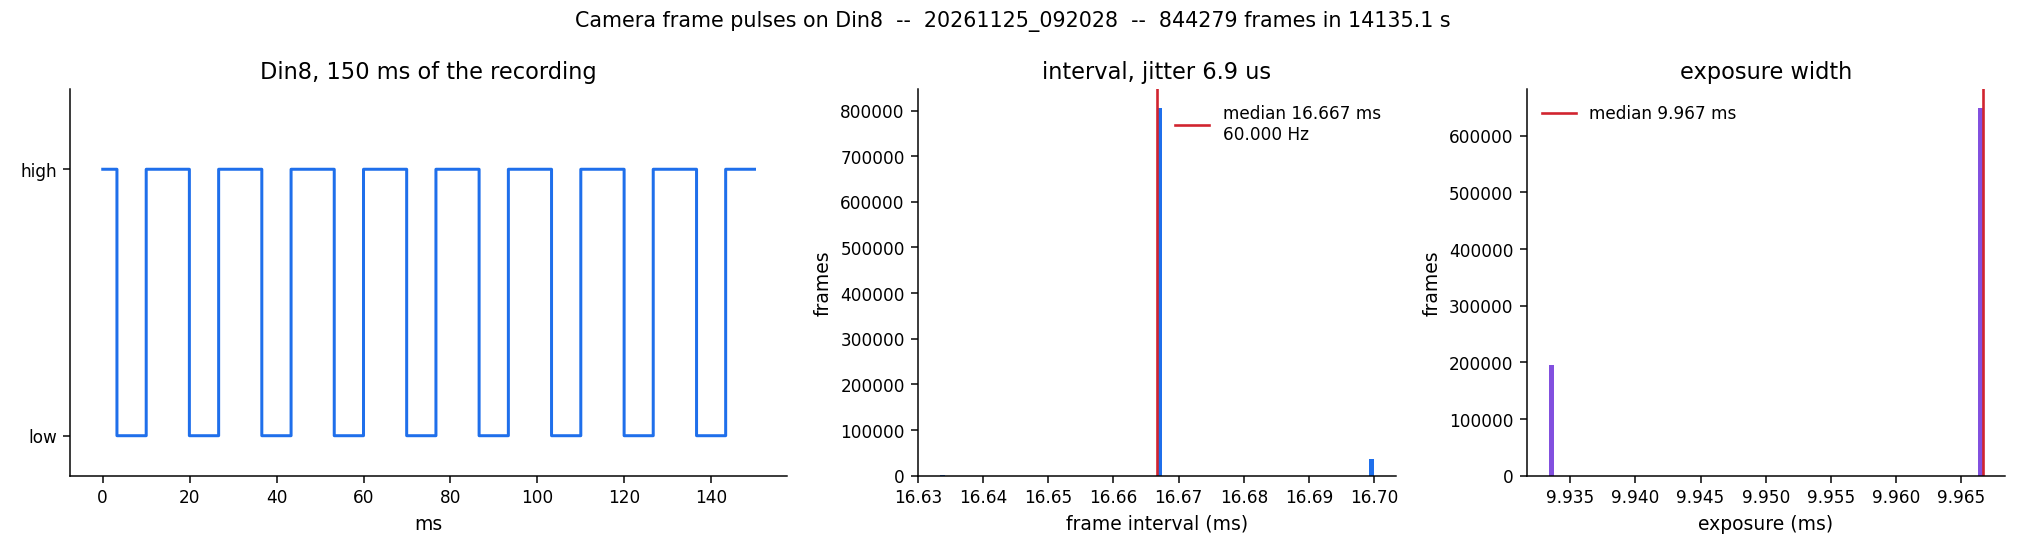 Camera frame pulses on Din8  --  20261125_092028  --  844279 frames in 14135.1 s
Din8, 150 ms of the recording
high
low
0 20 40 60 80 100 120 140
ms
interval, jitter 6.9 us
median 16.667 ms
60.000 Hz
frames
800000
700000
600000
500000
400000
300000
200000
100000
0
16.63 16.64 16.65 16.66 16.67 16.68 16.69 16.70
frame interval (ms)
exposure width
median 9.967 ms
frames
600000
500000
400000
300000
200000
100000
0
9.935 9.940 9.945 9.950 9.955 9.960 9.965
exposure (ms)